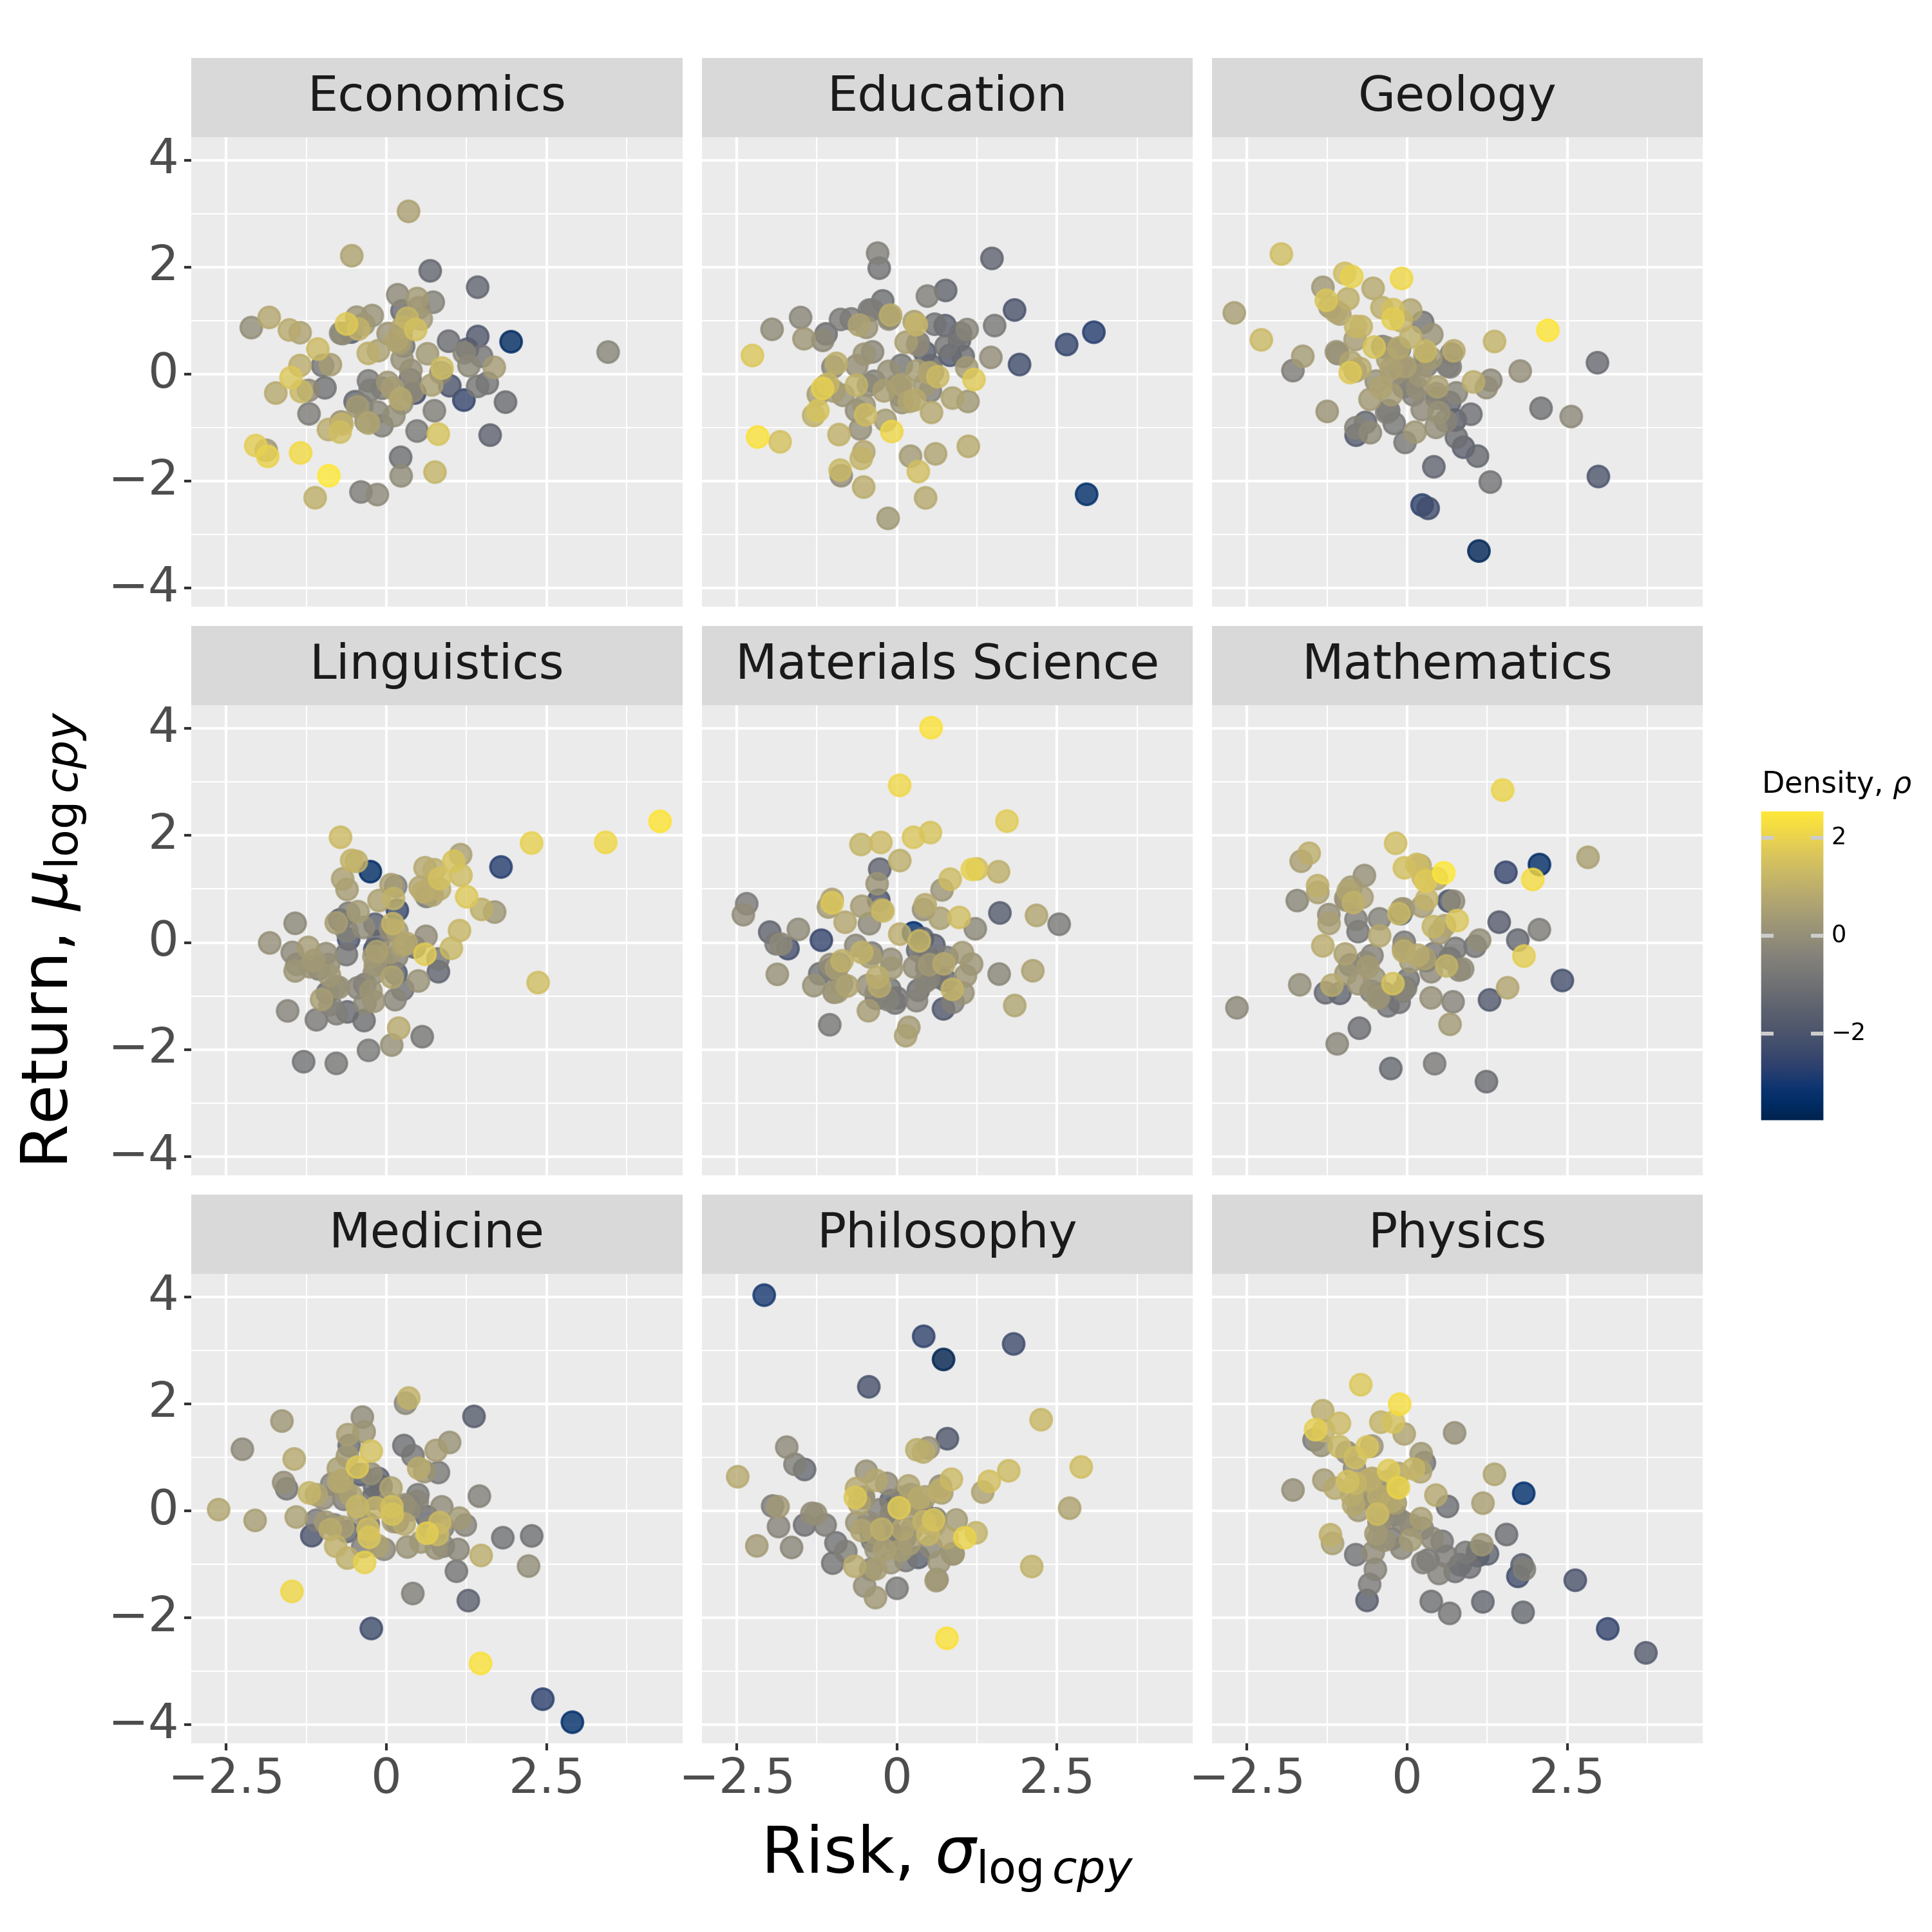 Economics Education Geology
4
2
0
−2
−4
Linguistics Materials Science Mathematics
4
2
0
−2
−4
Medicine Philosophy Physics
4
2
0
−2
−4
−2.5 0 2.5 −2.5 0 2.5 −2.5 0 2.5
Risk, σ_log cpy
Return, μ_log cpy
Density, ρ
2
0
−2